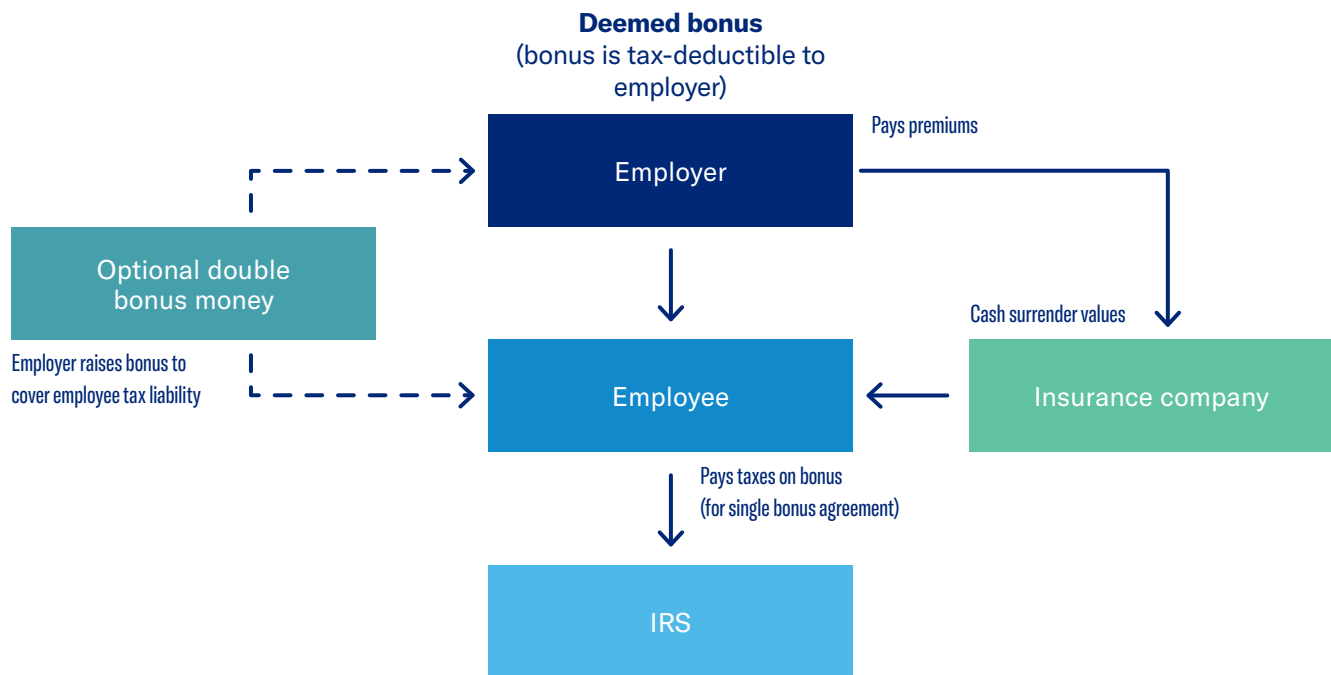 Deemed bonus
(bonus is tax-deductible to
employer)
Pays premiums
Employer
Optional double
bonus money
Employer raises bonus to
cover employee tax liability
Cash surrender values
Employee
Insurance company
Pays taxes on bonus
(for single bonus agreement)
IRS